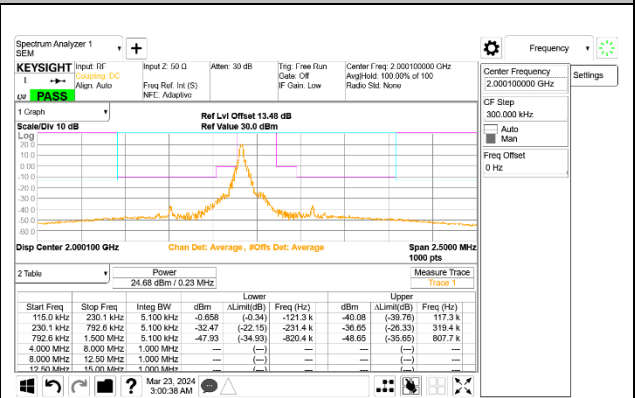 Spectrum Analyzer 1
SEM
+
Frequency
KEYSIGHT
Input: RF
Coupling: DC
Align: Auto
Input Z: 50 Ω
Freq Ref: Int (S)
NFE: Adaptive
Atten: 30 dB
Trig: Free Run
Gate: Off
IF Gain: Low
Center Freq: 2.000100000 GHz
Avg|Hold: 100.00% of 100
Radio Std: None
PASS
Center Frequency
2.000100000 GHz
Settings
CF Step
300.000 kHz
Auto
Man
Freq Offset
0 Hz
1 Graph
Ref Lvl Offset 13.48 dB
Scale/Div 10 dB
Ref Value 30.0 dBm
Log
20.0
10.0
0.00
-10.0
-20.0
-30.0
-40.0
-50.0
-60.0
Disp Center 2.000100 GHz
Chan Det: Average, #Offs Det: Average
Span 2.5000 MHz
1000 pts
2 Table
Power
24.68 dBm / 0.23 MHz
Measure Trace
Trace 1
Lower Upper
Start Freq Stop Freq Integ BW dBm ΔLimit(dB) Freq (Hz) dBm ΔLimit(dB) Freq (Hz)
115.0 kHz 230.1 kHz 5.100 kHz -0.658 (-0.34) -121.3 k -40.08 (-39.76) 117.3 k
230.1 kHz 792.6 kHz 5.100 kHz -32.47 (-22.15) -231.4 k -36.65 (-26.33) 319.4 k
792.6 kHz 1.500 MHz 5.100 kHz -47.93 (-34.93) -820.4 k -48.65 (-35.65) 807.7 k
4.000 MHz 8.000 MHz 1.000 MHz --- (---) --- --- (---) ---
8.000 MHz 12.50 MHz 1.000 MHz --- (---) --- --- (---) ---
12.50 MHz 15.00 MHz 1.000 MHz --- (---) --- --- (---) ---
?
Mar 23, 2024
3:00:38 AM